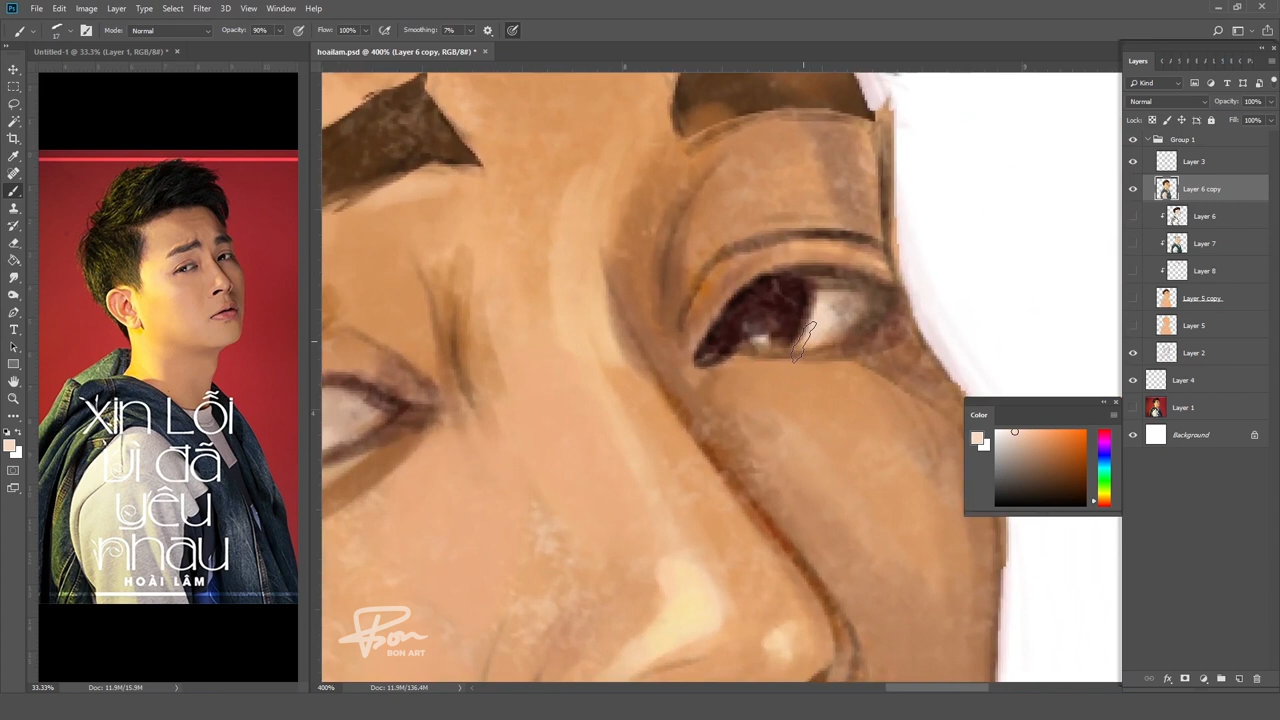 Ps File Edit Image Layer Type Select Filter 3D View Window Help
17 Mode: Normal Opacity: 90% Flow: 100% Smoothing: 7%
Untitled-1 @ 33.3% (Layer 1, RGB/8#) * ×
hoailam.psd @ 400% (Layer 6 copy, RGB/8#) * ×
xin Lỗi
vì đã
yêu
nhau
HOÀI LÂM
33.33% Doc: 11.9M/15.9M
Bon
BON ART
400% Doc: 11.9M/136.4M
Color
Layers
Kind
Normal Opacity: 100%
Lock: Fill: 100%
Group 1
Layer 3
Layer 6 copy
Layer 6
Layer 7
Layer 8
Layer 5 copy
Layer 5
Layer 2
Layer 4
Layer 1
Background
fx